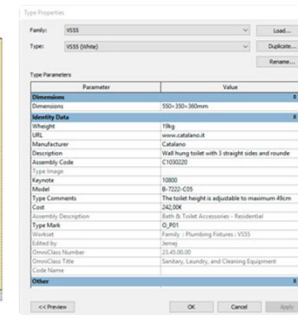 Type Properties
Family: VS55 Load...
Type: VS55 (White) Duplicate...
Rename...
Type Parameters
Parameter Value
Dimensions
Dimensions 550×350×360mm
Identity Data
Wheight 19kg
URL www.catalano.it
Manufacturer Catalano
Description Wall hung toilet with 3 straight sides and rounde
Assembly Code C1030220
Type Image
Keynote 10800
Model B-7222-C05
Type Comments The toilet height is adjustable to maximum 49cm
Cost 242,00€
Assembly Description Bath & Toilet Accessories - Residential
Type Mark O_P01
Workset Family : Plumbing Fixtures : VS55
Edited by Jernej
OmniClass Number 23.45.00.00
OmniClass Title Sanitary, Laundry, and Cleaning Equipment
Code Name
Other
<< Preview OK Cancel Apply